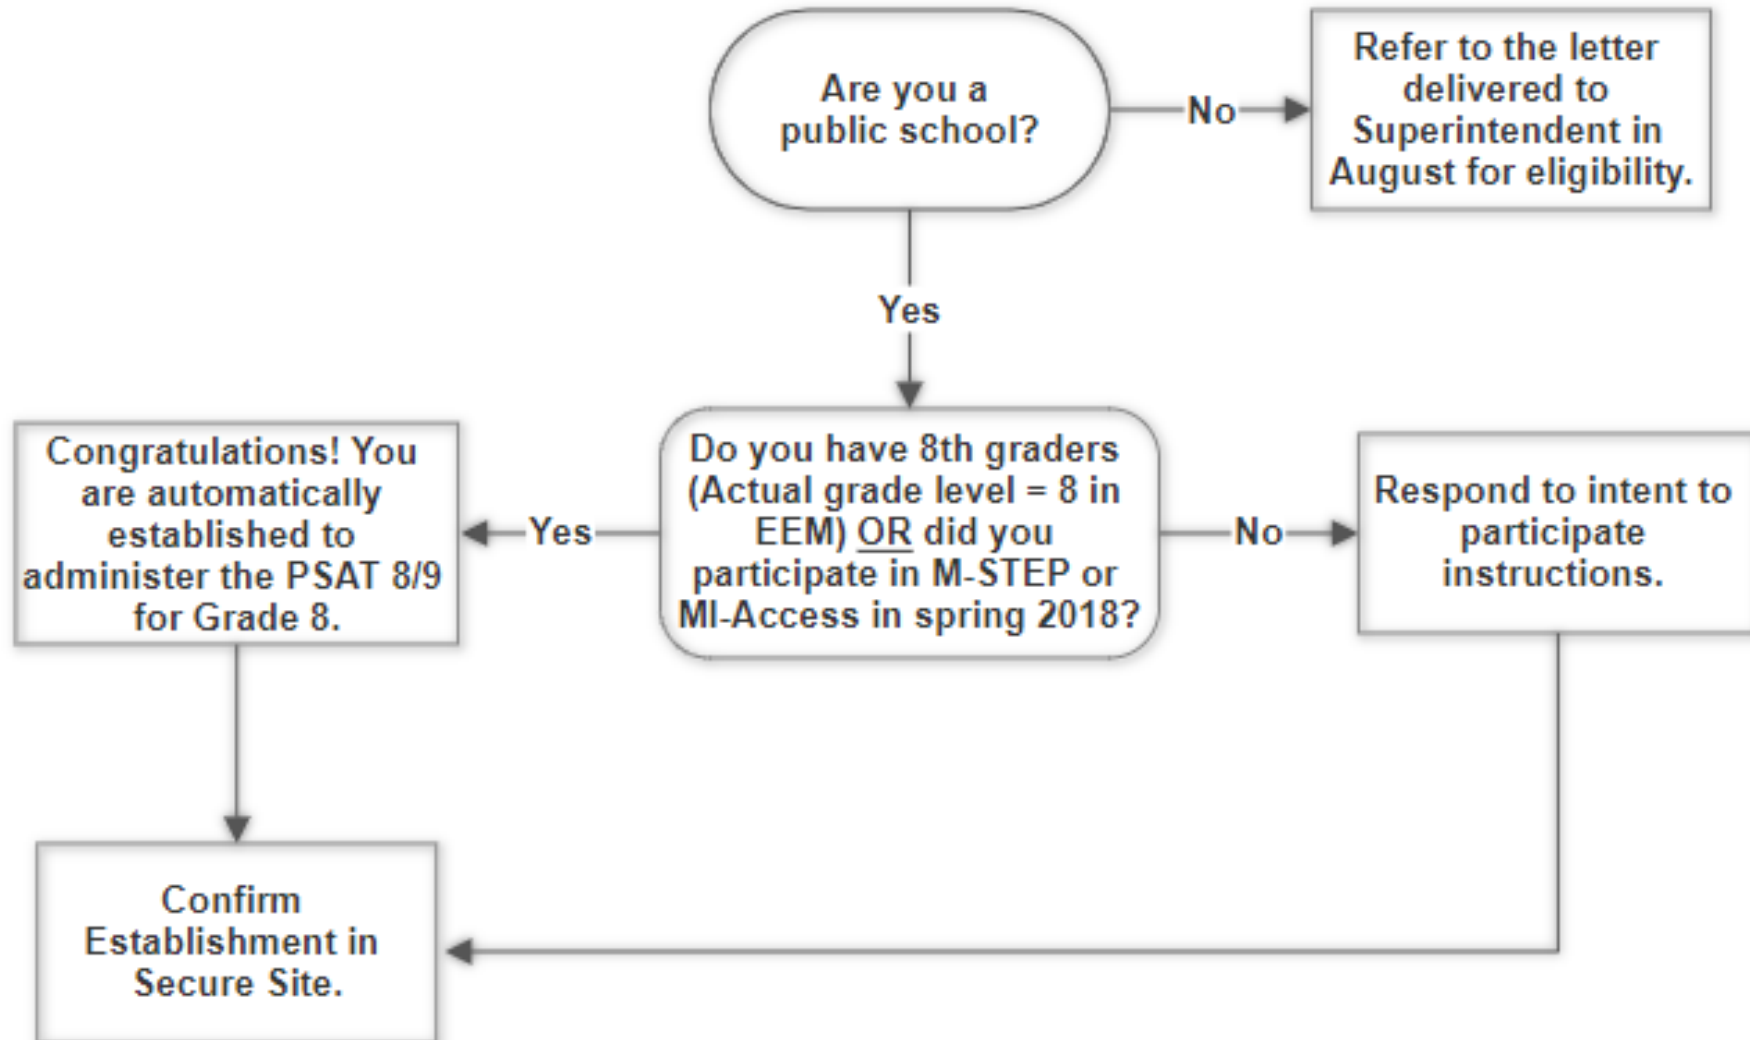 Are you a
public school?
No
Refer to the letter
delivered to
Superintendent in
August for eligibility.
Yes
Congratulations! You
are automatically
established to
administer the PSAT 8/9
for Grade 8.
Yes
Do you have 8th graders
(Actual grade level = 8 in
EEM) OR did you
participate in M-STEP or
MI-Access in spring 2018?
No
Respond to intent to
participate
instructions.
Confirm
Establishment in
Secure Site.